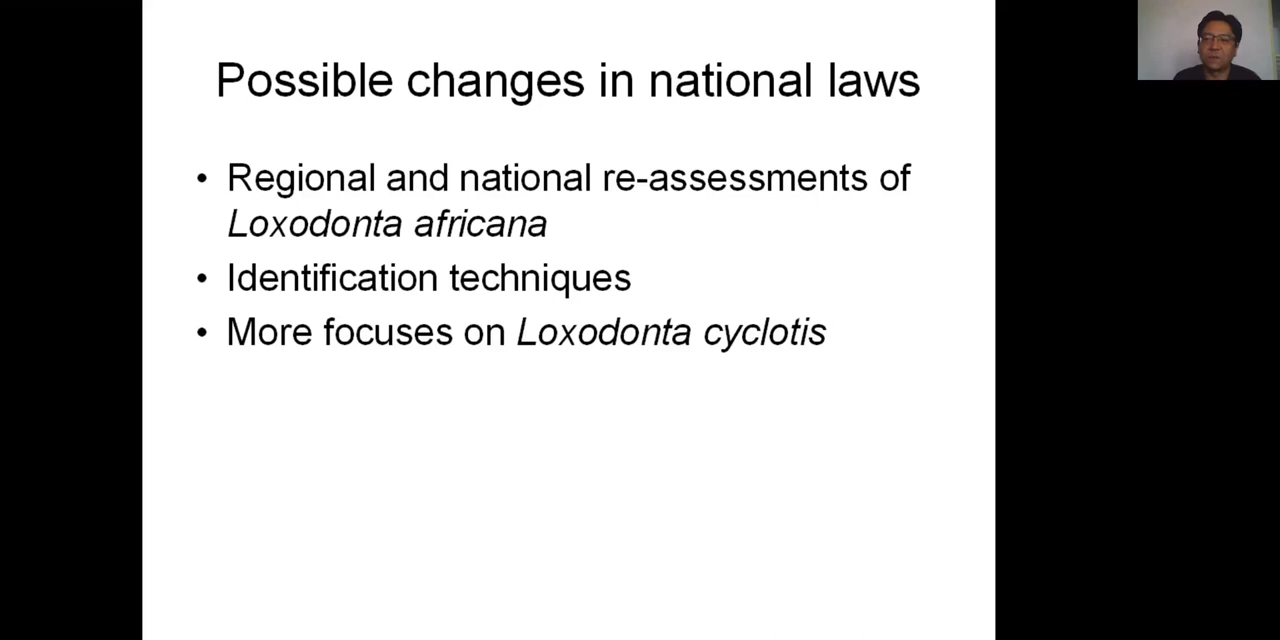 Possible changes in national laws
• Regional and national re-assessments of
Loxodonta africana
• Identification techniques
• More focuses on Loxodonta cyclotis